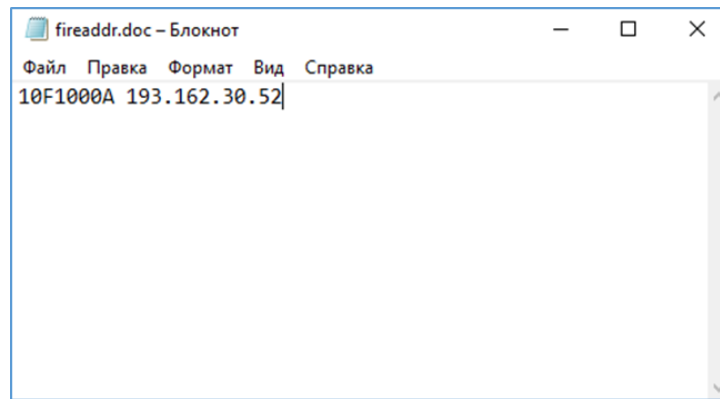 fireaddr.doc – Блокнот
Файл Правка Формат Вид Справка
10F1000A 193.162.30.52